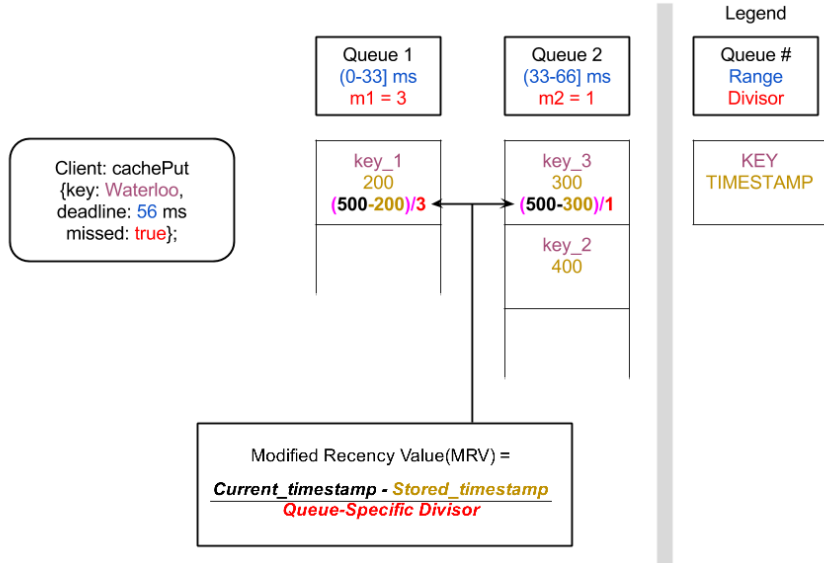 Legend
Queue 1
(0-33] ms
m1 = 3
Queue 2
(33-66] ms
m2 = 1
Queue #
Range
Divisor
Client: cachePut
{key: Waterloo,
deadline: 56 ms
missed: true};
key_1
200
(500-200)/3
key_3
300
(500-300)/1
key_2
400
KEY
TIMESTAMP
Modified Recency Value(MRV) =
Current_timestamp - Stored_timestamp
Queue-Specific Divisor